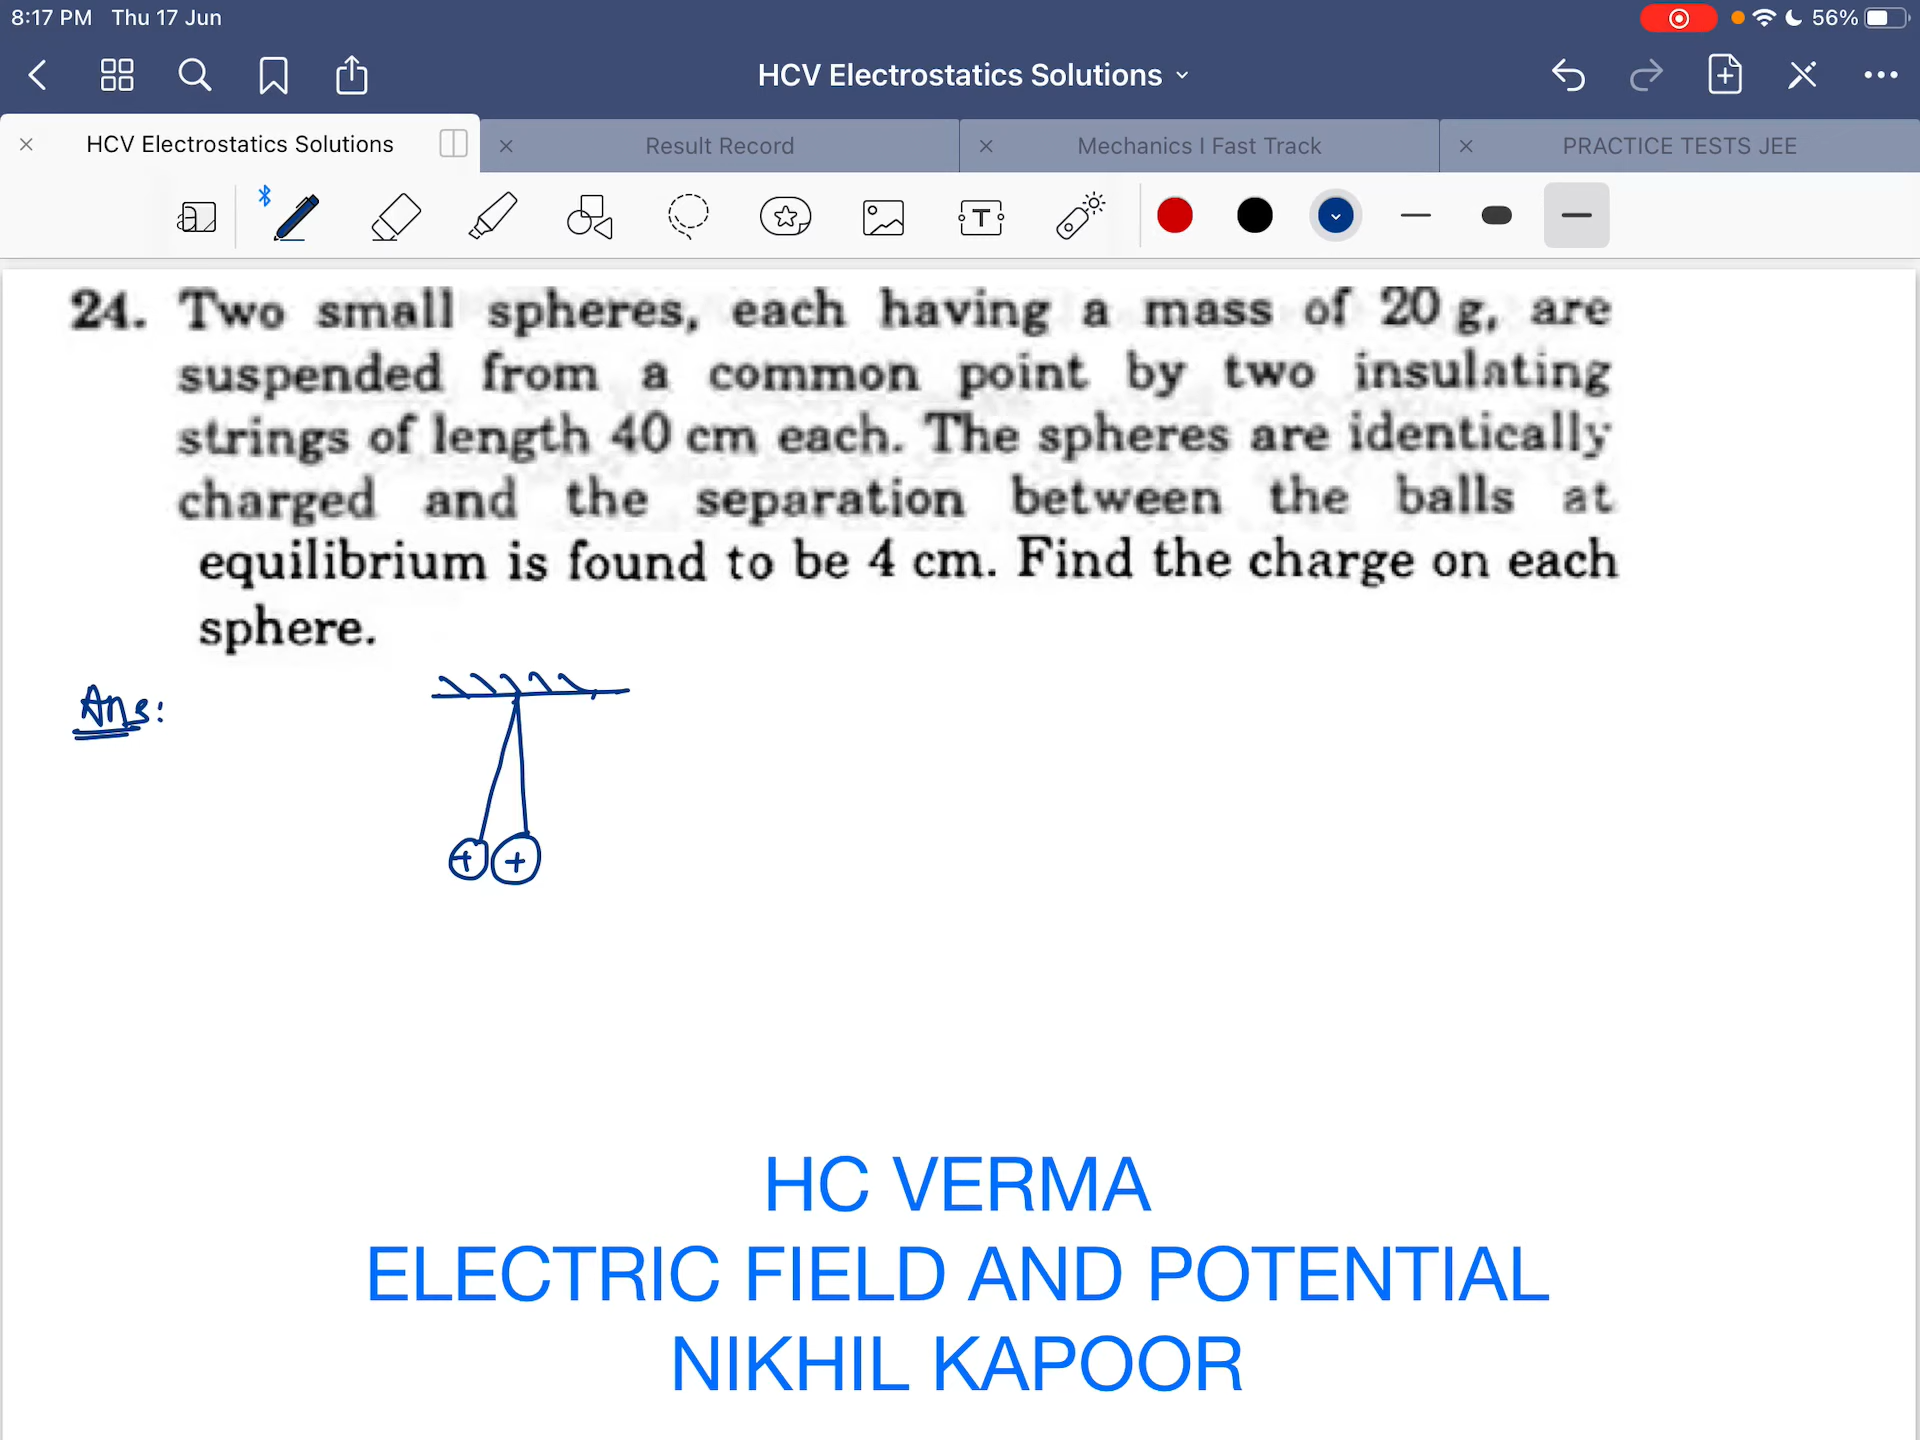 8:17 PM Thu 17 Jun
56%
HCV Electrostatics Solutions
HCV Electrostatics Solutions
Result Record
Mechanics I Fast Track
PRACTICE TESTS JEE
24. Two small spheres, each having a mass of 20 g, are
suspended from a common point by two insulating
strings of length 40 cm each. The spheres are identically
charged and the separation between the balls at
equilibrium is found to be 4 cm. Find the charge on each
sphere.
Ans:
+ +
HC VERMA
ELECTRIC FIELD AND POTENTIAL
NIKHIL KAPOOR